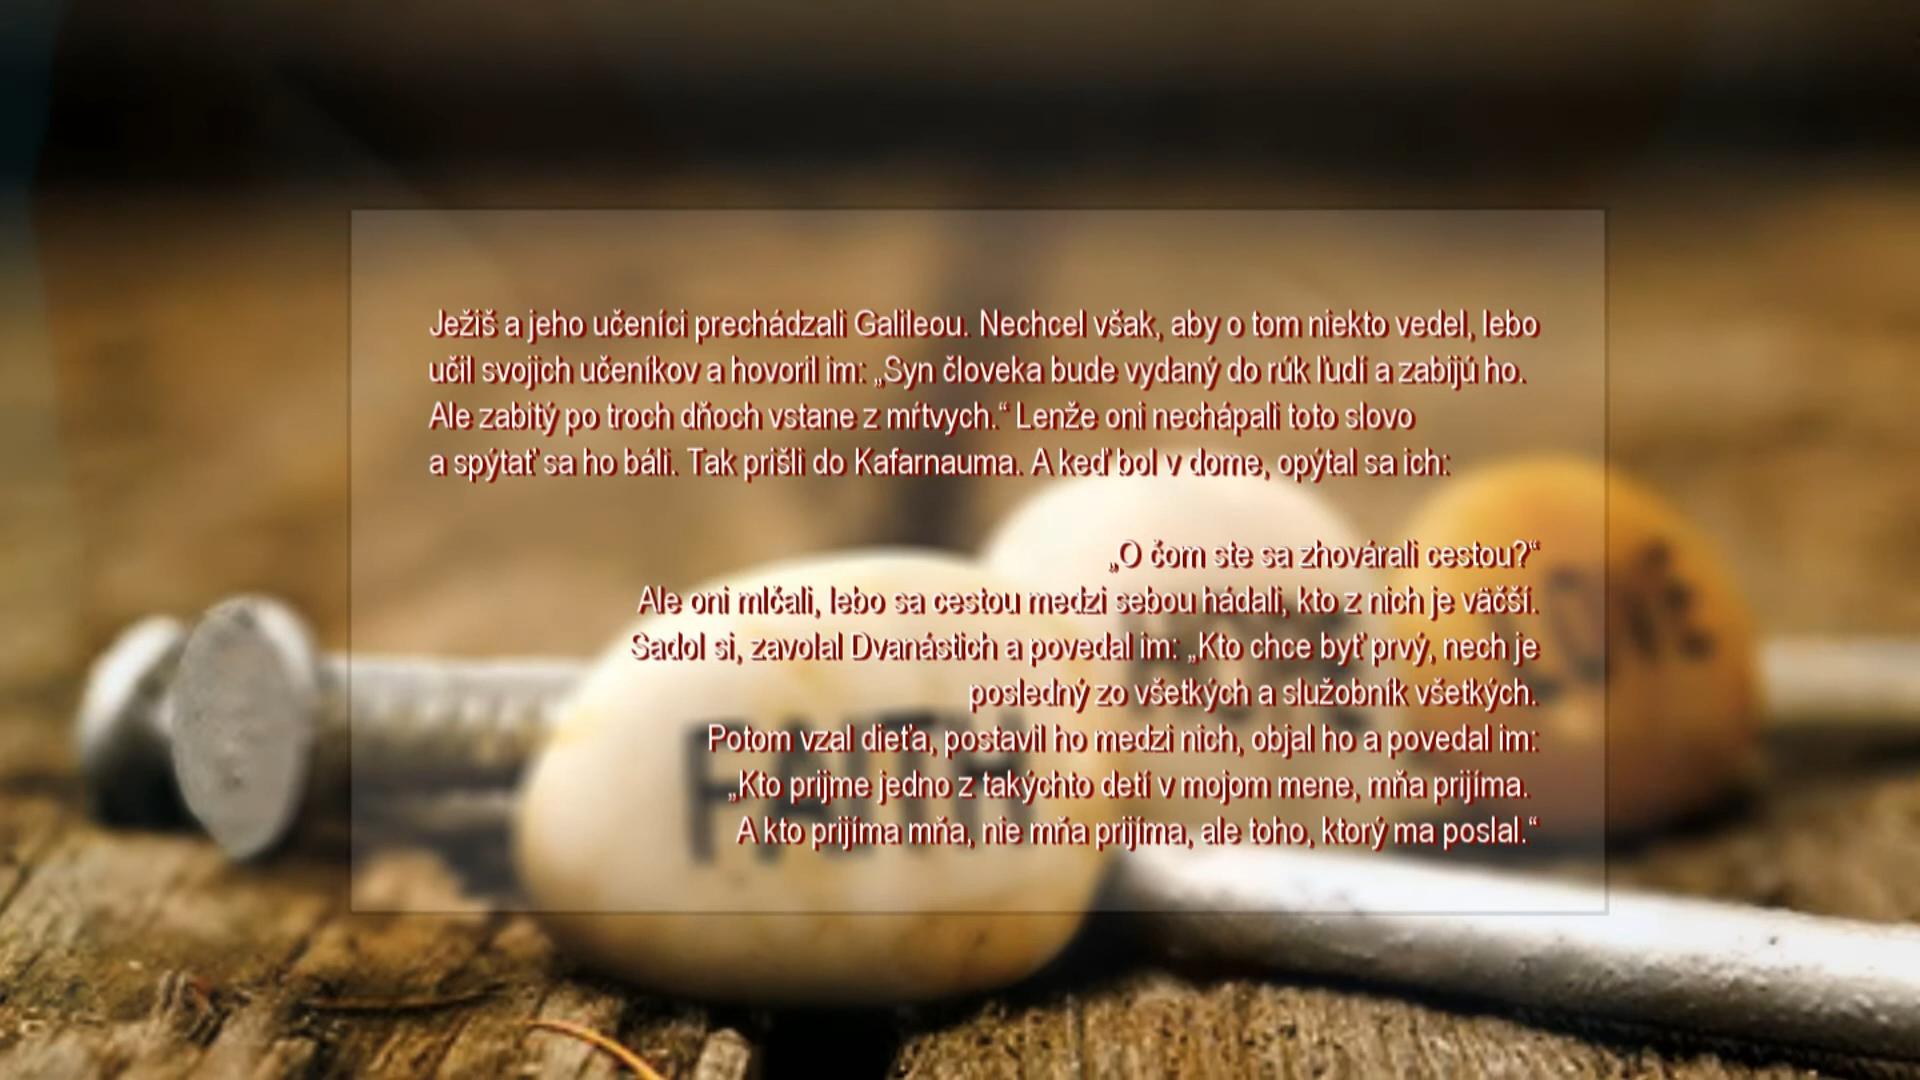 Ježiš a jeho učeníci prechádzali Galileou. Nechcel však, aby o tom niekto vedel, lebo
učil svojich učeníkov a hovoril im: „Syn človeka bude vydaný do rúk ľudí a zabijú ho.
Ale zabitý po troch dňoch vstane z mŕtvych.“ Lenže oni nechápali toto slovo
a spýtať sa ho báli. Tak prišli do Kafarnauma. A keď bol v dome, opýtal sa ich:
„O čom ste sa zhovárali cestou?“
Ale oni mlčali, lebo sa cestou medzi sebou hádali, kto z nich je väčší.
Sadol si, zavolal Dvanástich a povedal im: „Kto chce byť prvý, nech je
posledný zo všetkých a služobník všetkých.
Potom vzal dieťa, postavil ho medzi nich, objal ho a povedal im:
„Kto prijme jedno z takýchto detí v mojom mene, mňa prijíma.
A kto prijíma mňa, nie mňa prijíma, ale toho, ktorý ma poslal.“
FAITH